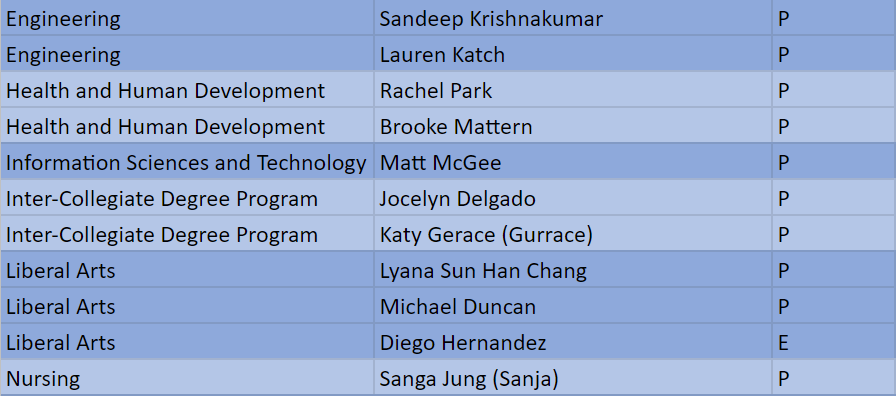 Engineering Sandeep Krishnakumar P
Engineering Lauren Katch P
Health and Human Development Rachel Park P
Health and Human Development Brooke Mattern P
Information Sciences and Technology Matt McGee P
Inter-Collegiate Degree Program Jocelyn Delgado P
Inter-Collegiate Degree Program Katy Gerace (Gurrace) P
Liberal Arts Lyana Sun Han Chang P
Liberal Arts Michael Duncan P
Liberal Arts Diego Hernandez E
Nursing Sanga Jung (Sanja) P